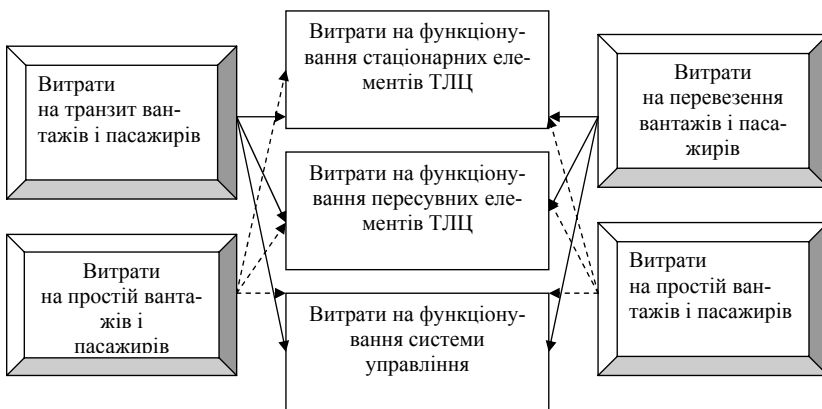 Витрати
на транзит ван-
тажів і пасажирів
Витрати
на простій ванта-
жів і
пасажирів
Витрати на функціону-
вання стаціонарних еле-
ментів ТЛЦ
Витрати на функціону-
вання пересувних еле-
ментів ТЛЦ
Витрати на функціону-
вання системи
управління
Витрати
на перевезення
вантажів і паса-
жирів
Витрати
на простій ван-
тажів і пасажирів